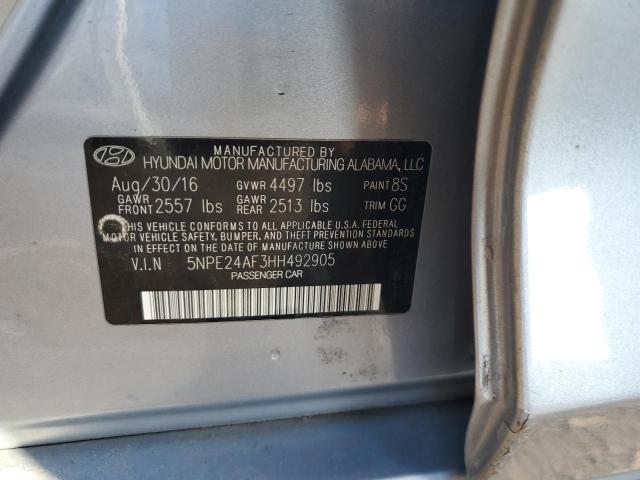 MANUFACTURED BY
HYUNDAI MOTOR MANUFACTURING ALABAMA, LLC
Aug/30/16 GVWR 4497 lbs PAINT 8S
GAWR FRONT 2557 lbs GAWR REAR 2513 lbs TRIM GG
THIS VEHICLE CONFORMS TO ALL APPLICABLE U.S.A. FEDERAL
MOTOR VEHICLE SAFETY, BUMPER, AND THEFT PREVENTION
STANDARDS IN EFFECT ON THE DATE OF MANUFACTURE SHOWN ABOVE.
V.I.N 5NPE24AF3HH492905
PASSENGER CAR